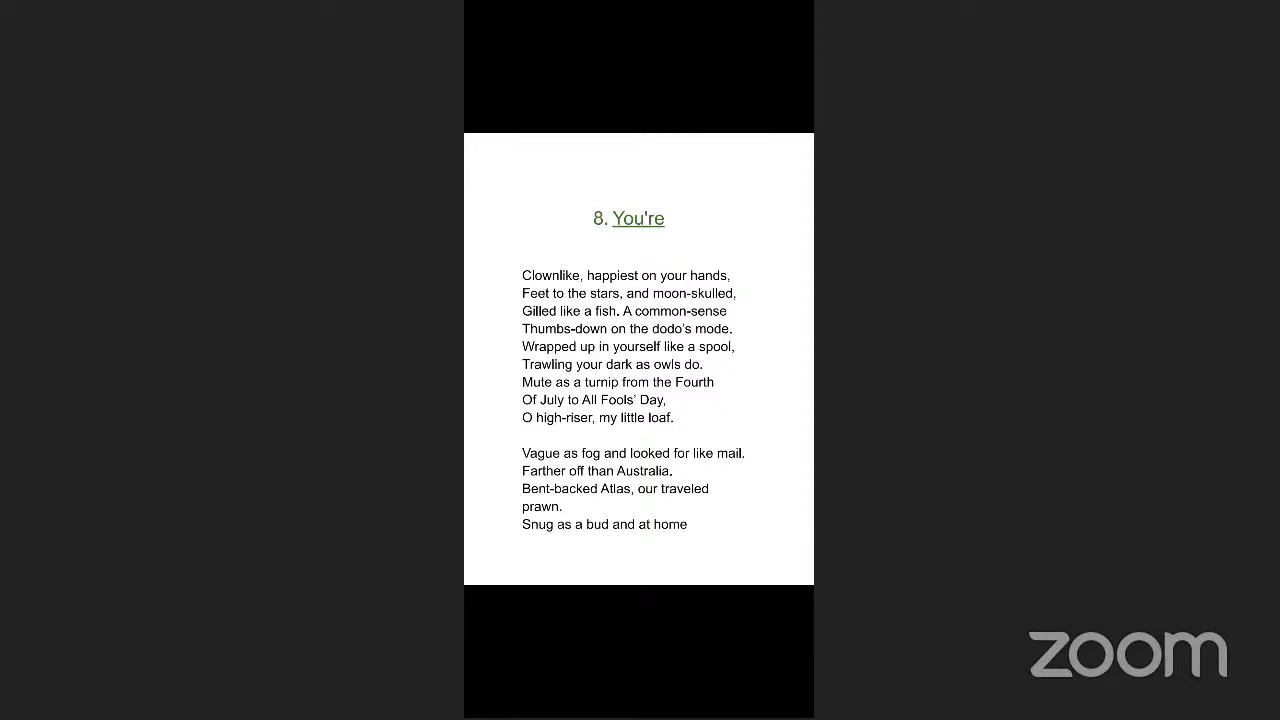 8. You're
Clownlike, happiest on your hands,
Feet to the stars, and moon-skulled,
Gilled like a fish. A common-sense
Thumbs-down on the dodo’s mode.
Wrapped up in yourself like a spool,
Trawling your dark as owls do.
Mute as a turnip from the Fourth
Of July to All Fools’ Day,
O high-riser, my little loaf.
Vague as fog and looked for like mail.
Farther off than Australia.
Bent-backed Atlas, our traveled
prawn.
Snug as a bud and at home
zoom